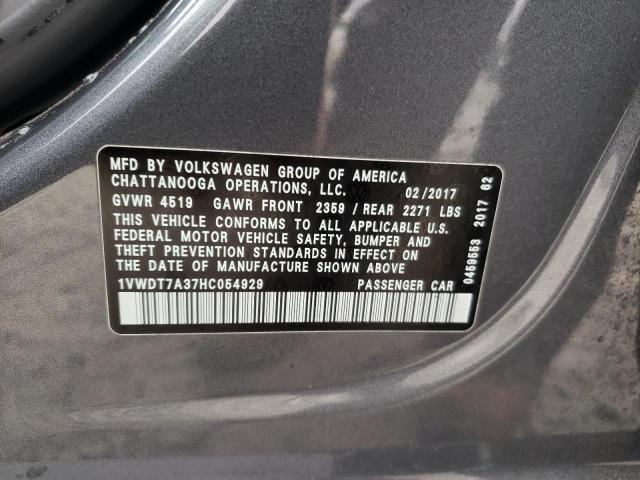 MFD BY VOLKSWAGEN GROUP OF AMERICA
CHATTANOOGA OPERATIONS, LLC. 02/2017
GVWR 4519 GAWR FRONT 2359 / REAR 2271 LBS
THIS VEHICLE CONFORMS TO ALL APPLICABLE U.S.
FEDERAL MOTOR VEHICLE SAFETY, BUMPER AND
THEFT PREVENTION STANDARDS IN EFFECT ON THE
DATE OF MANUFACTURE SHOWN ABOVE
1VWDT7A37HC054929 PASSENGER CAR
0459553 2017 62